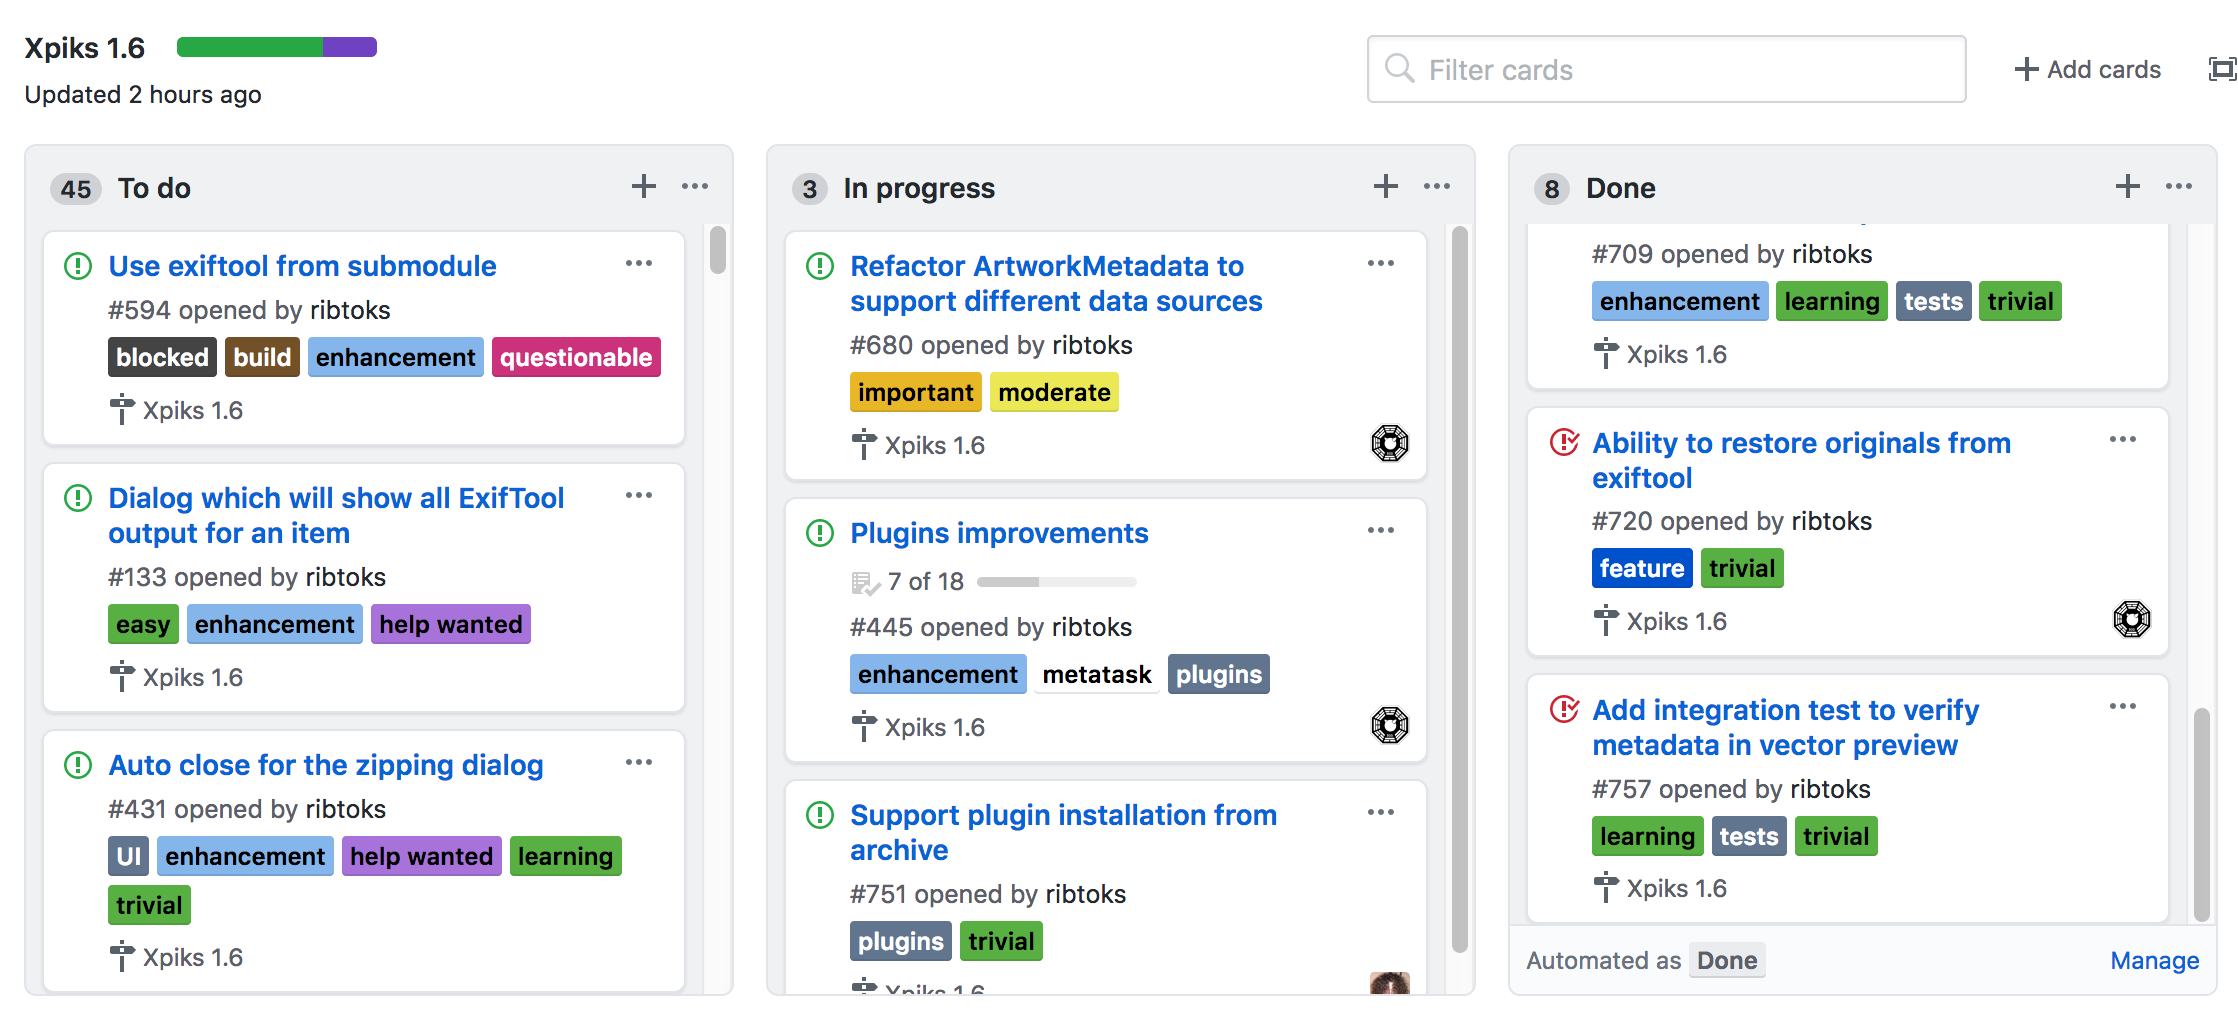 Xpiks 1.6
Updated 2 hours ago
Filter cards
Add cards
45 To do
Use exiftool from submodule
#594 opened by ribtoks
blocked build enhancement questionable
Xpiks 1.6
Dialog which will show all ExifTool
output for an item
#133 opened by ribtoks
easy enhancement help wanted
Xpiks 1.6
Auto close for the zipping dialog
#431 opened by ribtoks
UI enhancement help wanted learning
trivial
Xpiks 1.6
3 In progress
Refactor ArtworkMetadata to
support different data sources
#680 opened by ribtoks
important moderate
Xpiks 1.6
Plugins improvements
7 of 18
#445 opened by ribtoks
enhancement metatask plugins
Xpiks 1.6
Support plugin installation from
archive
#751 opened by ribtoks
plugins trivial
Xpiks 1.6
8 Done
#709 opened by ribtoks
enhancement learning tests trivial
Xpiks 1.6
Ability to restore originals from
exiftool
#720 opened by ribtoks
feature trivial
Xpiks 1.6
Add integration test to verify
metadata in vector preview
#757 opened by ribtoks
learning tests trivial
Xpiks 1.6
Automated as Done
Manage